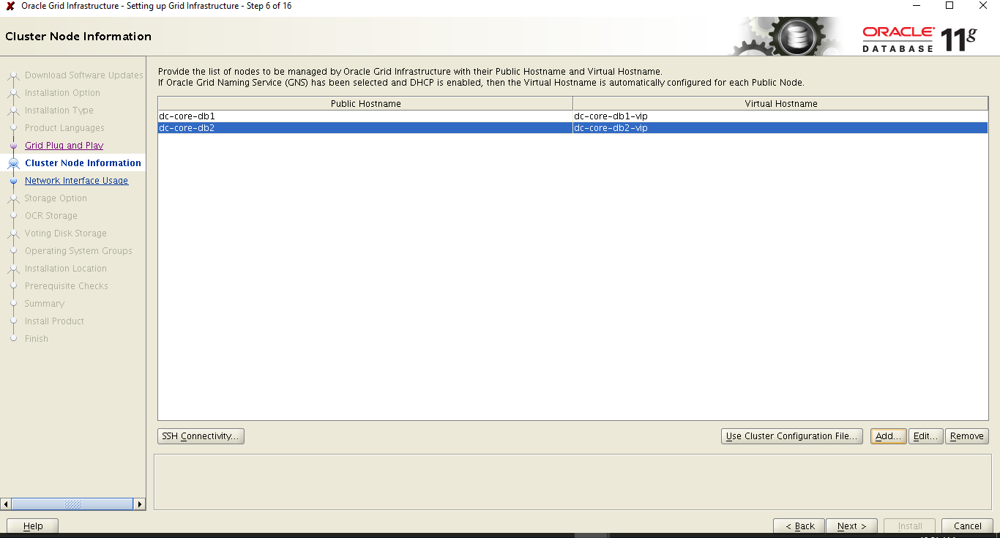 Oracle Grid Infrastructure - Setting up Grid Infrastructure - Step 6 of 16
Cluster Node Information
ORACLE
DATABASE 11g
Download Software Updates
Installation Option
Installation Type
Product Languages
Grid Plug and Play
Cluster Node Information
Network Interface Usage
Storage Option
OCR Storage
Voting Disk Storage
Operating System Groups
Installation Location
Prerequisite Checks
Summary
Install Product
Finish
Provide the list of nodes to be managed by Oracle Grid Infrastructure with their Public Hostname and Virtual Hostname.
If Oracle Grid Naming Service (GNS) has been selected and DHCP is enabled, then the Virtual Hostname is automatically configured for each Public Node.
Public Hostname Virtual Hostname
dc-core-db1 dc-core-db1-vip
dc-core-db2 dc-core-db2-vip
SSH Connectivity... Use Cluster Configuration File... Add... Edit... Remove
Help < Back Next > Install Cancel